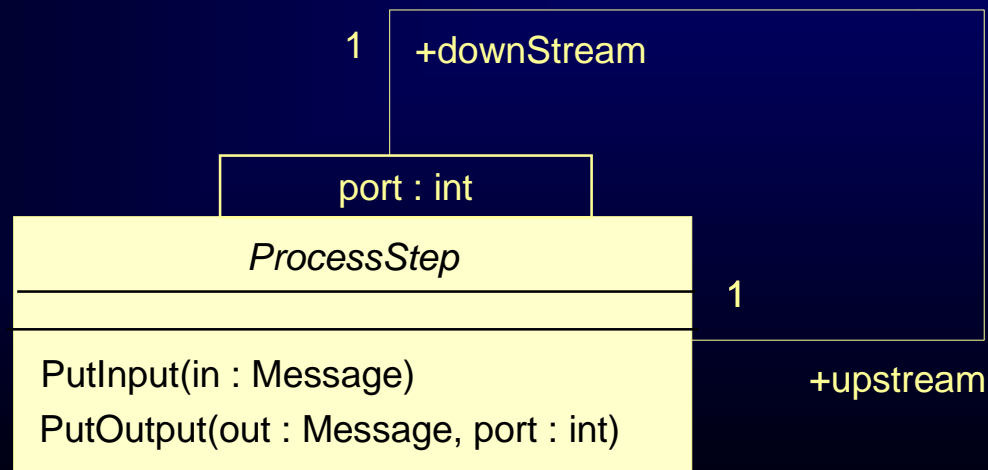 1
+downStream
port : int
ProcessStep
1
PutInput(in : Message)
+upstream
PutOutput(out : Message, port : int)